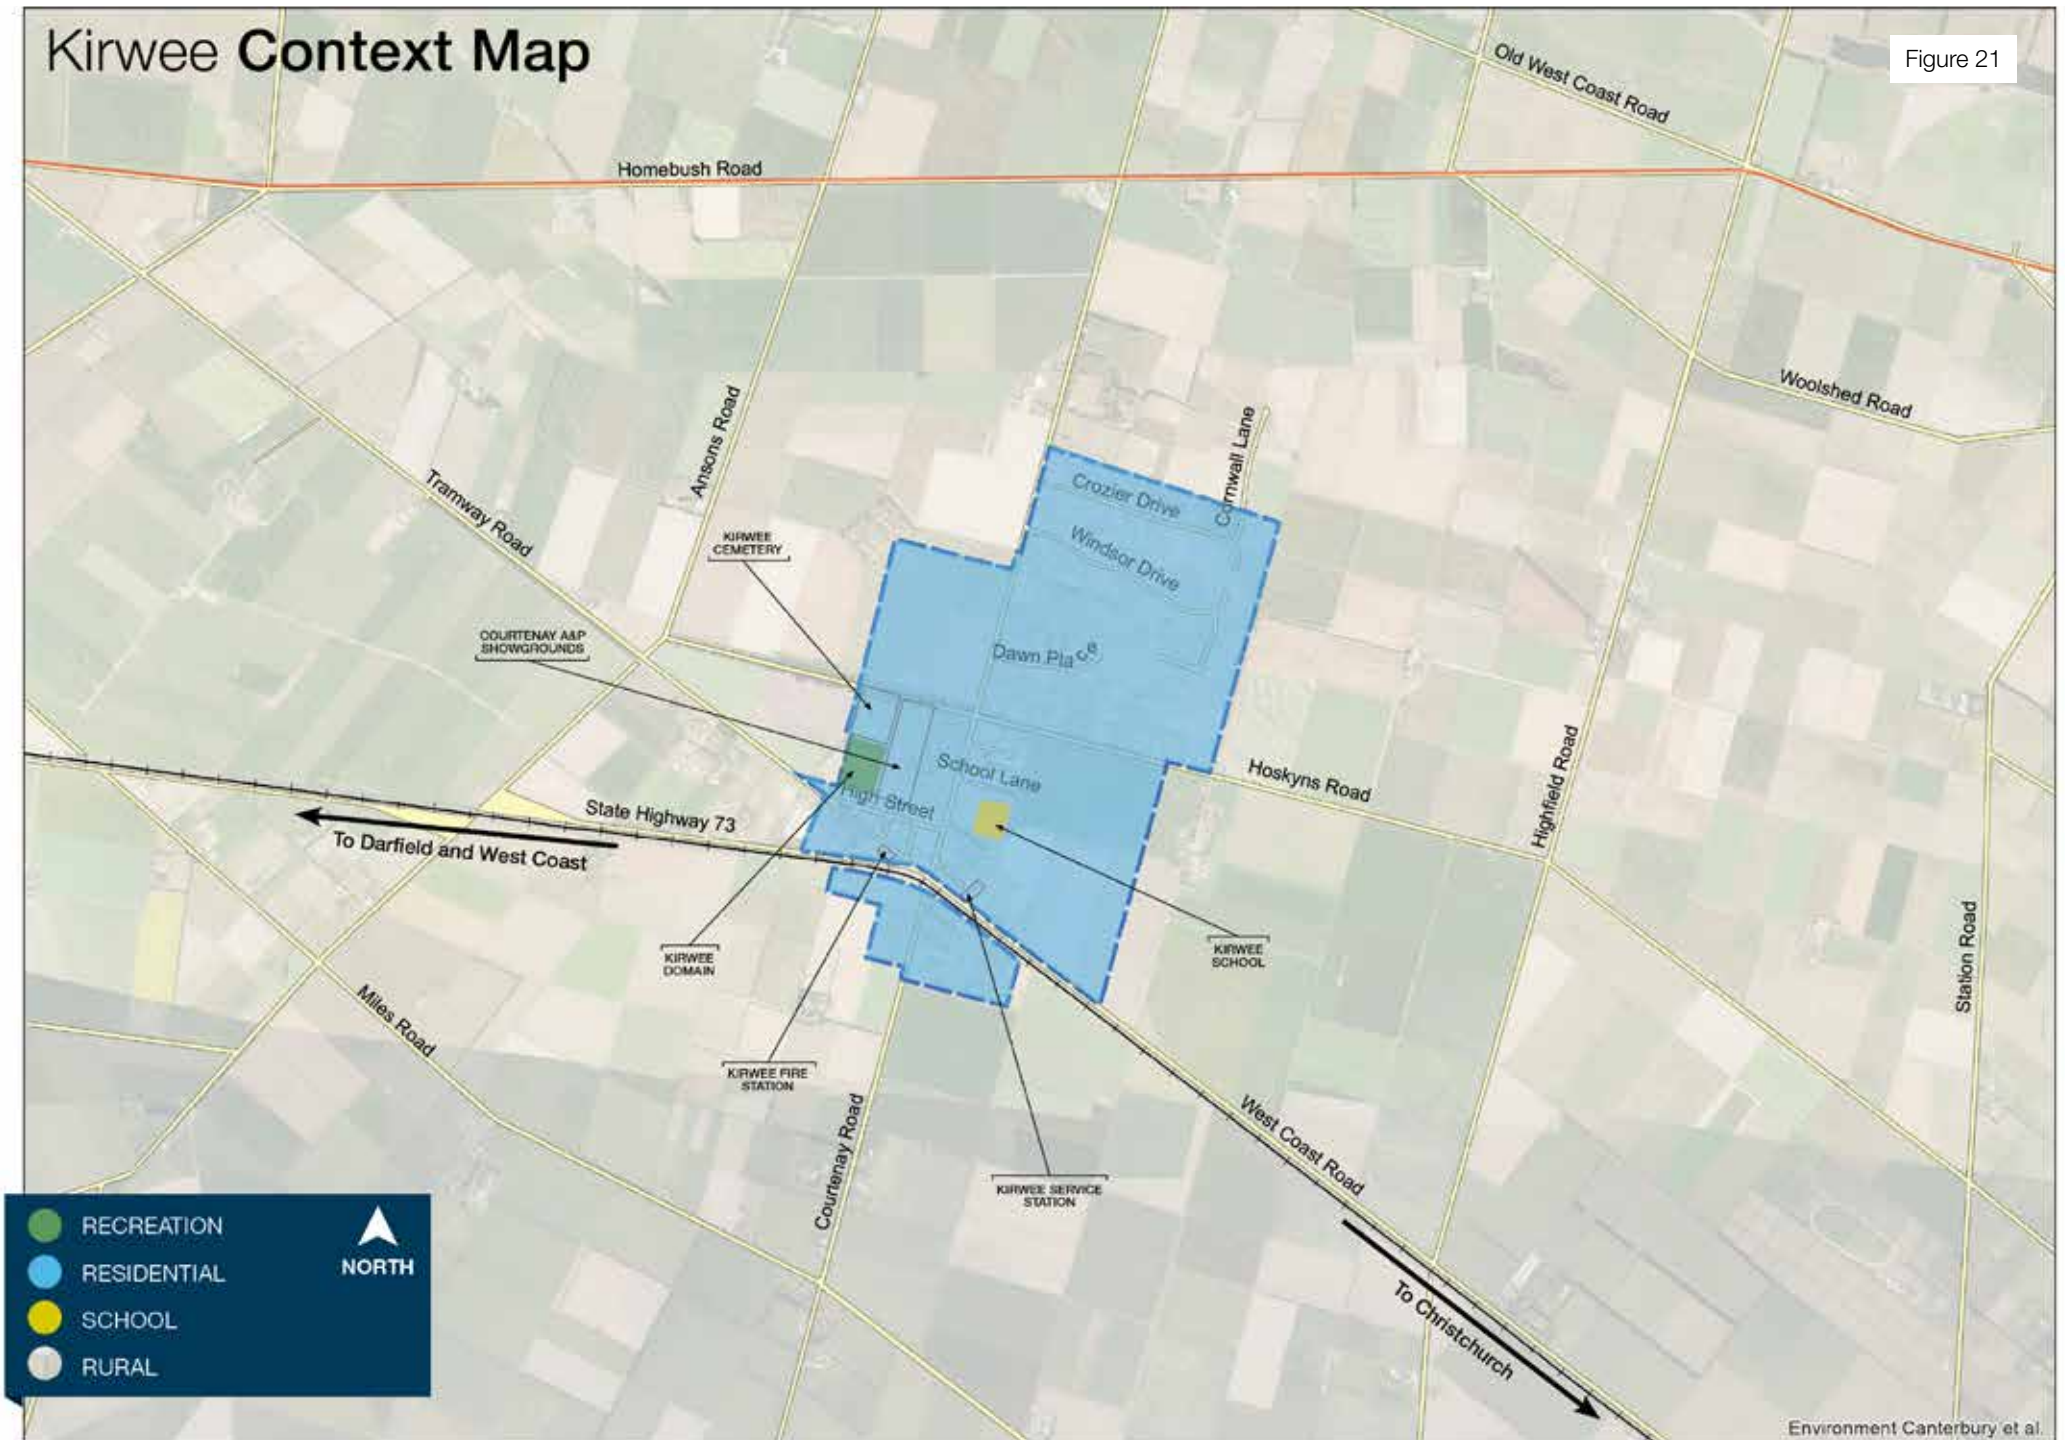 Kirwee Context Map
Figure 21
Old West Coast Road
Homebush Road
Woolshed Road
Ansons Road
Cornwall Lane
Crozier Drive
Tramway Road
Windsor Drive
KIRWEE
CEMETERY
COURTENAY A&P
SHOWGROUNDS
Dawn Place
School Lane
Hoskyns Road
Highfield Road
High Street
State Highway 73
To Darfield and West Coast
KIRWEE
DOMAIN
KIRWEE
SCHOOL
Station Road
Miles Road
KIRWEE FIRE
STATION
Courtenay Road
West Coast Road
KIRWEE SERVICE
STATION
To Christchurch
RECREATION
RESIDENTIAL
SCHOOL
RURAL
NORTH
Environment Canterbury et al.